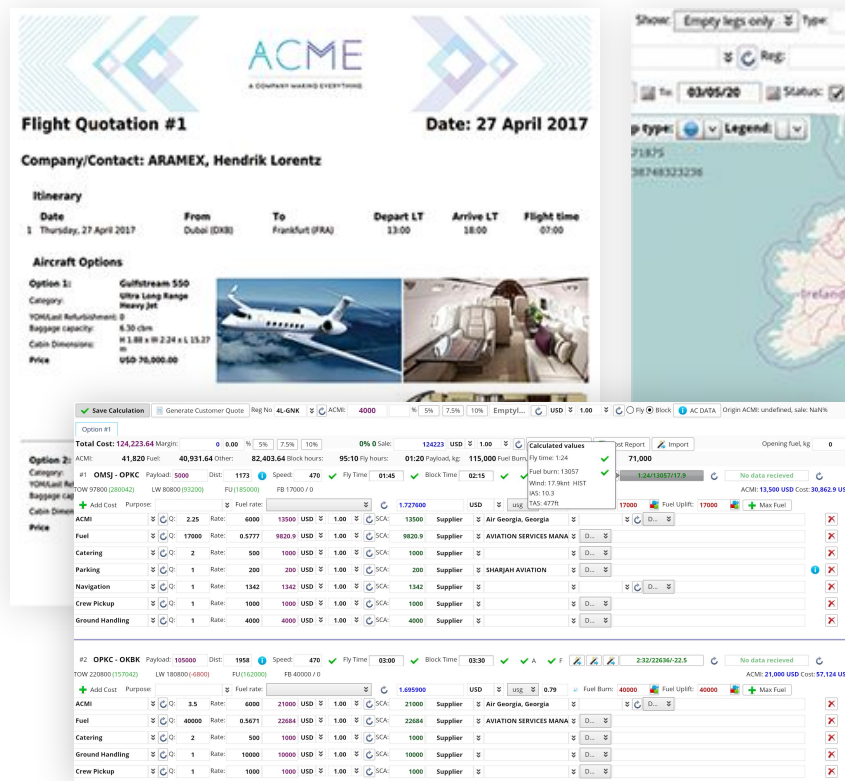 ACME
A COMPANY MAKING EVERYTHING
Flight Quotation #1 Date: 27 April 2017
Company/Contact: ARAMEX, Hendrik Lorentz
Itinerary
Date From To Depart LT Arrive LT Flight time
1 Thursday, 27 April 2017 Dubai (DXB) Frankfurt (FRA) 13:00 18:00 07:00
Aircraft Options
Option 1: Gulfstream 550
Category: Ultra Long Range Heavy Jet
YOM/Last Refurbishment: 0
Baggage capacity: 6.30 cbm
Cabin Dimensions: H 1.88 x W 2.24 x L 15.27 m
Price USD 70,000.00
Option 2:
Category:
YOM/Last Ref
Baggage cap
Cabin Dimen
Price
Show: Empty legs only Type:
Reg:
To: 03/05/20 Status:
p type: Legend:
71875
38748323236
Ireland
Save Calculation Generate Customer Quote Reg No 4L-GNK ACMI: 4000 % 5% 7.5% 10% Emptyl... USD 1.00 Fly Block AC DATA Origin ACMI: undefined, sale: NaN%
Option #1
Total Cost: 124,223.64 Margin: 0 0.00 % 5% 7.5% 10% 0% 0 Sale: 124223 USD 1.00 ost Report Import Opening fuel, kg 0
ACMI: 41,820 Fuel: 40,931.64 Other: 82,403.64 Block hours: 95:10 Fly hours: 01:20 Payload, kg: 115,000 Fuel Burn, 71,000
Calculated values
Fly time: 1:24
Fuel burn: 13057
Wind: 17.9knt HIST
IAS: 10.3
TAS: 477ft
#1 OMSJ - OPKC Payload: 5000 Dist: 1173 Speed: 470 Fly Time 01:45 Block Time 02:15 1:24/13057/17.9 No data recieved
TOW 97800 (280042) LW 80800 (93200) FU (185000) FB 17000 / 0 ACMI: 13,500 USD Cost: 30,862.9 US
Add Cost Purpose: Fuel rate: 1.727600 USD usg 17000 Fuel Uplift: 17000 Max Fuel
ACMI Q: 2.25 Rate: 6000 13500 USD 1.00 SCA: 13500 Supplier Air Georgia, Georgia D...
Fuel Q: 17000 Rate: 0.5777 9820.9 USD 1.00 SCA: 9820.9 Supplier AVIATION SERVICES MANA D...
Catering Q: 2 Rate: 500 1000 USD 1.00 SCA: 1000 Supplier D...
Parking Q: 1 Rate: 200 200 USD 1.00 SCA: 200 Supplier SHARJAH AVIATION D...
Navigation Q: 1 Rate: 1342 1342 USD 1.00 SCA: 1342 Supplier D...
Crew Pickup Q: 1 Rate: 1000 1000 USD 1.00 SCA: 1000 Supplier D...
Ground Handling Q: 1 Rate: 4000 4000 USD 1.00 SCA: 4000 Supplier D...
#2 OPKC - OKBK Payload: 105000 Dist: 1958 Speed: 470 Fly Time 03:00 Block Time 03:30 A F 2:32/22636/-22.5 No data recieved
TOW 220800 (157042) LW 180800 (-6800) FU (162000) FB 40000 / 0 ACMI: 21,000 USD Cost: 57,124 US
Add Cost Purpose: Fuel rate: 1.695900 USD usg 0.79 Fuel Burn: 40000 Fuel Uplift: 40000 Max Fuel
ACMI Q: 3.5 Rate: 6000 21000 USD 1.00 SCA: 21000 Supplier Air Georgia, Georgia D...
Fuel Q: 40000 Rate: 0.5671 22684 USD 1.00 SCA: 22684 Supplier AVIATION SERVICES MANA D...
Catering Q: 2 Rate: 500 1000 USD 1.00 SCA: 1000 Supplier D...
Ground Handling Q: 1 Rate: 10000 10000 USD 1.00 SCA: 10000 Supplier D...
Crew Pickup Q: 1 Rate: 1000 1000 USD 1.00 SCA: 1000 Supplier D...